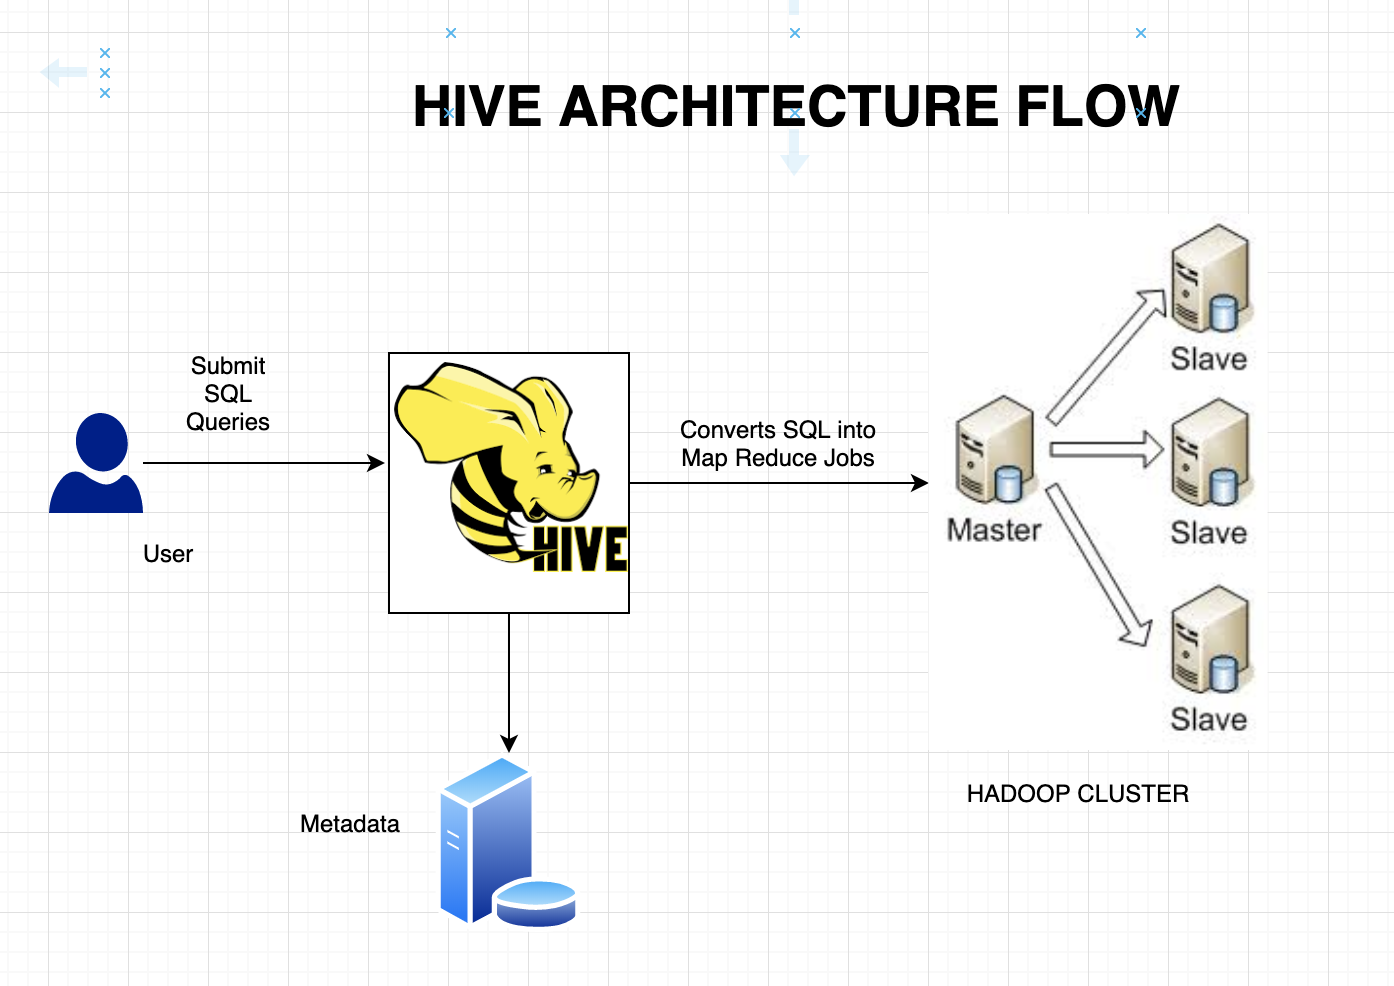 HIVE ARCHITECTURE FLOW
Submit
SQL
Queries
User
HIVE
Converts SQL into
Map Reduce Jobs
Master
Slave
Slave
Slave
HADOOP CLUSTER
Metadata